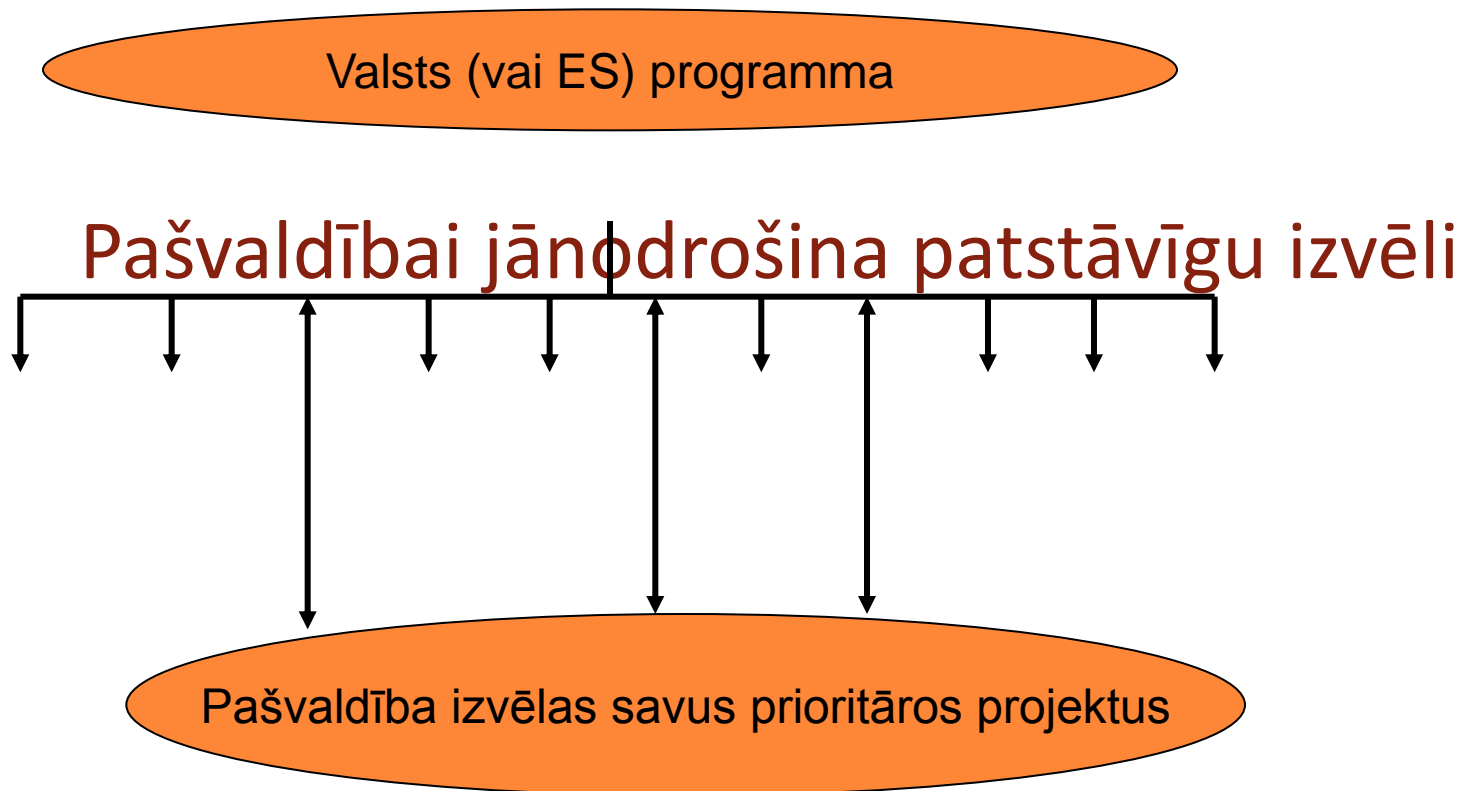 Valsts (vai ES) programma
Pašvaldībai jānodrošina patstāvīgu izvēli
Pašvaldība izvēlas savus prioritāros projektus